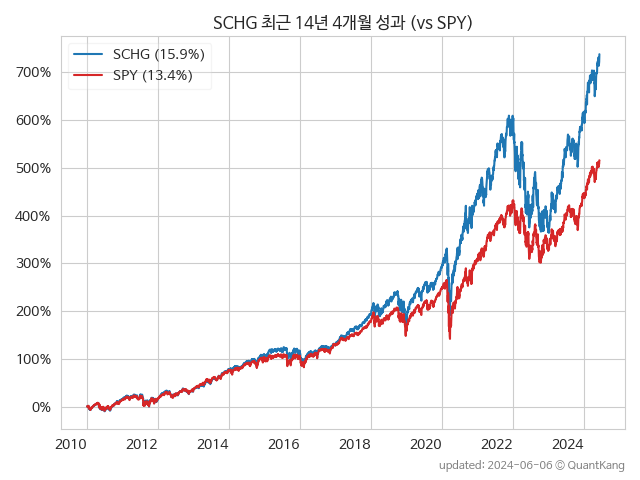 SCHG 최근 14년 4개월 성과 (vs SPY)
SCHG (15.9%)
SPY (13.4%)
700%
600%
500%
400%
300%
200%
100%
0%
2010 2012 2014 2016 2018 2020 2022 2024
updated: 2024-06-06 © QuantKang